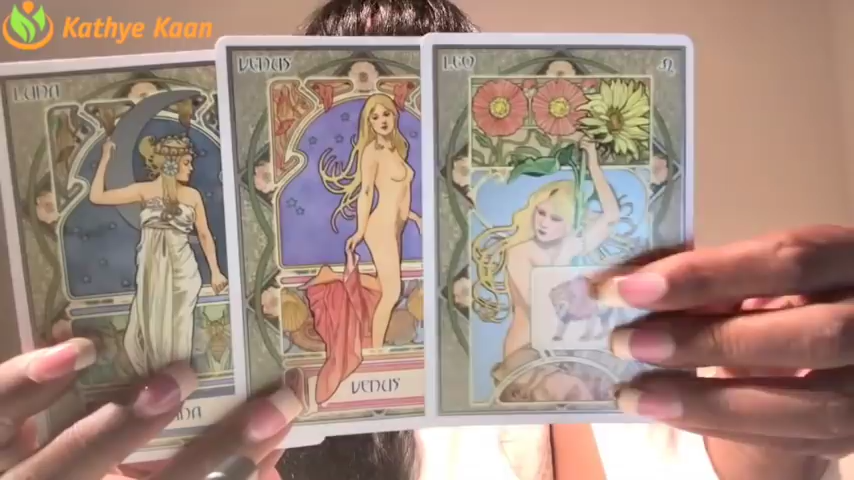 Kathye Kaan
LUNA
VENUS
LEO ♌
VENUS